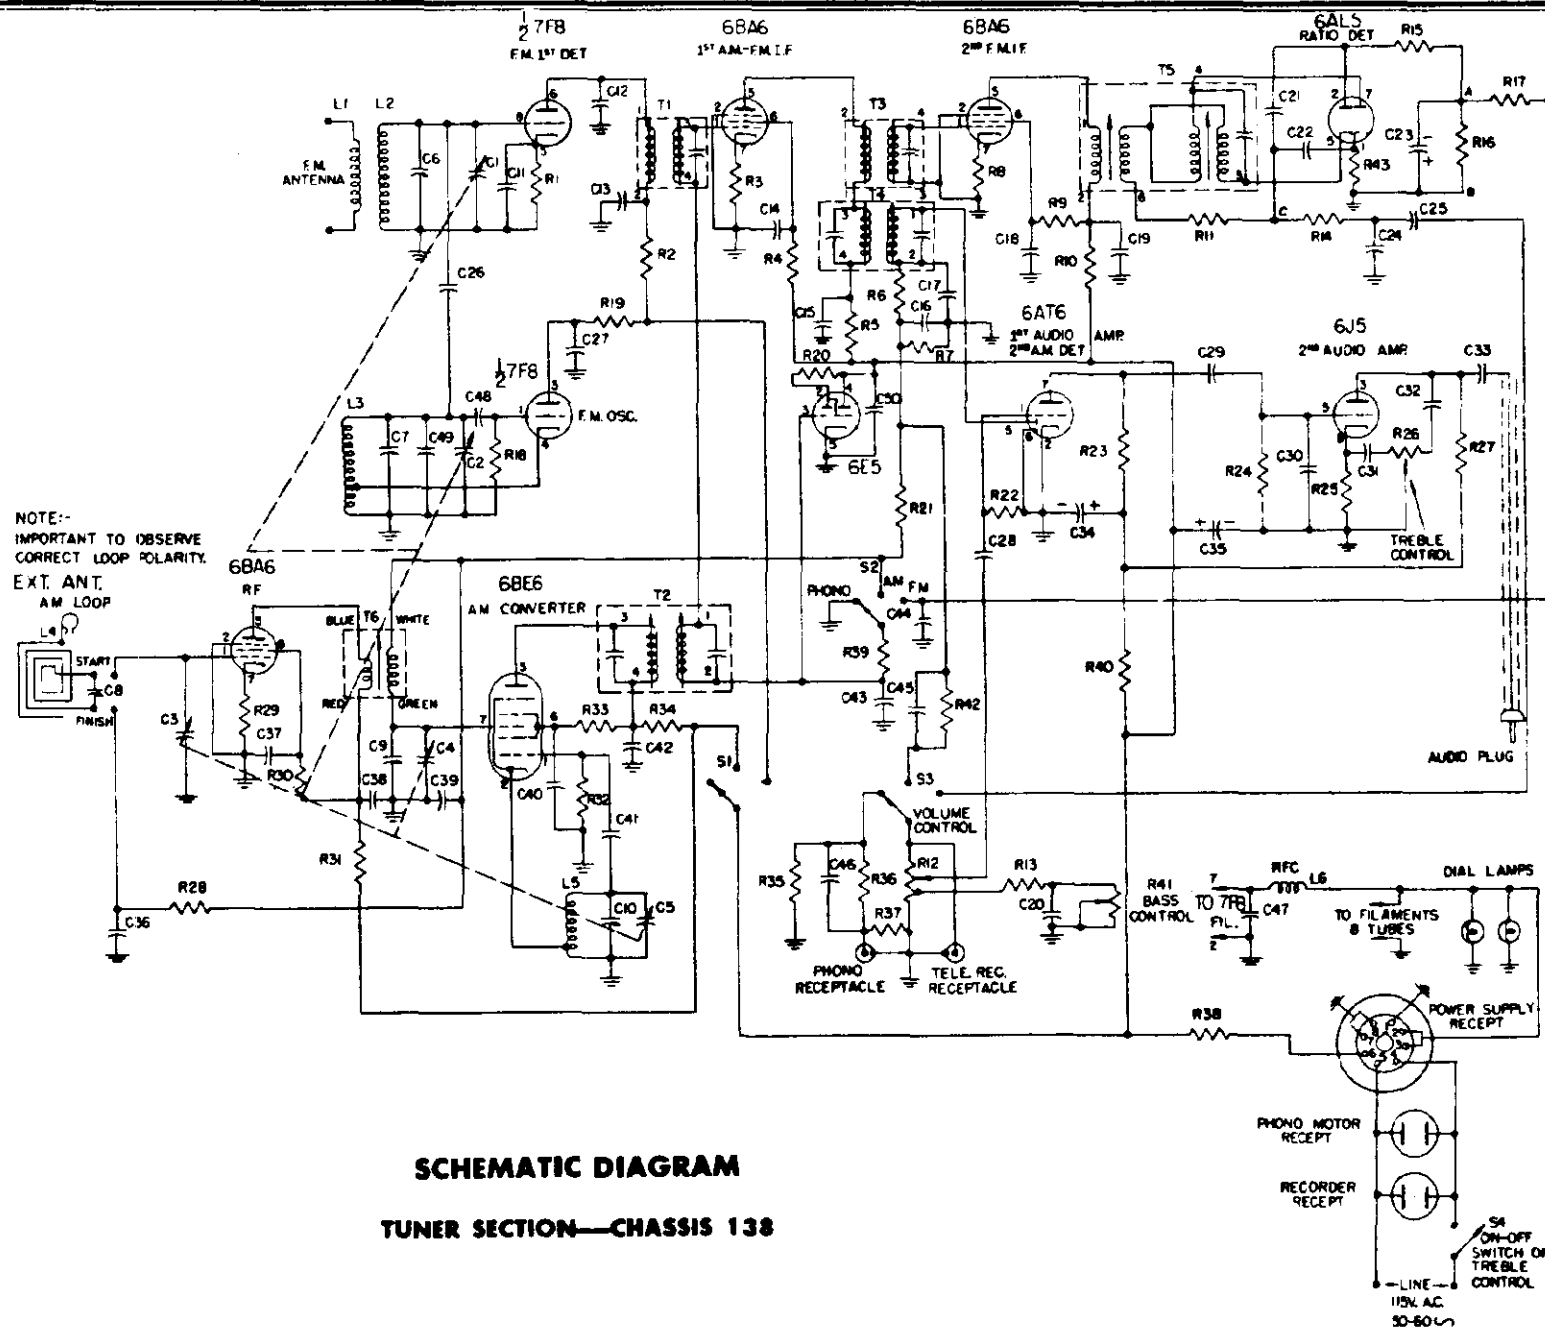 ½ 7F8
F.M. 1ST DET
6BA6
1ST AM-F.M. I.F.
6BA6
2ND F.M.I.F.
6AL5
RATIO DET
R15
T5
R17
L1
L2
C12
T1
T3
C21
C22
C23
R16
F.M.
ANTENNA
C6
C1
C11
R1
R3
R8
R43
C13
C14
T4
R9
C18
C19
R11
R14
C25
C24
R2
R4
R10
C26
R6
C17
R19
C15
R5
C16
R7
C27
6AT6
1ST AUDIO AMP.
2ND AM DET
6J5
2ND AUDIO AMP.
½ 7F8
F.M. OSC.
R20
C50
C29
C33
C32
L3
C48
C7
C49
C2
R18
6E5
R23
R24
C30
C31
R26
R25
R27
R21
R22
C28
C34
C35
TREBLE
CONTROL
NOTE:-
IMPORTANT TO OBSERVE
CORRECT LOOP POLARITY.
EXT. ANT.
AM LOOP
L4
START
C8
FINISH
6BA6
RF
BLUE
T6
WHITE
RED
GREEN
6BE6
AM CONVERTER
T2
PHONO
S2
AM
FM
C44
R39
C43
C45
R42
R40
C3
R29
C37
R30
C38
C9
C4
C39
R33
R34
C42
C40
R32
C41
S1
S3
VOLUME
CONTROL
AUDIO PLUG
R31
R28
C36
L5
C10
C5
R35
C46
R36
R12
R37
R13
C20
R41
BASS
CONTROL
PHONO
RECEPTACLE
TELE. REC.
RECEPTACLE
7
TO 7F8
FIL.
2
RFC
L6
C47
TO FILAMENTS
8 TUBES
DIAL LAMPS
R38
POWER SUPPLY
RECEPT
PHONO MOTOR
RECEPT
RECORDER
RECEPT
S4
ON-OFF
SWITCH ON
TREBLE
CONTROL
LINE
115V. A.C.
50-60
SCHEMATIC DIAGRAM
TUNER SECTION—CHASSIS 138